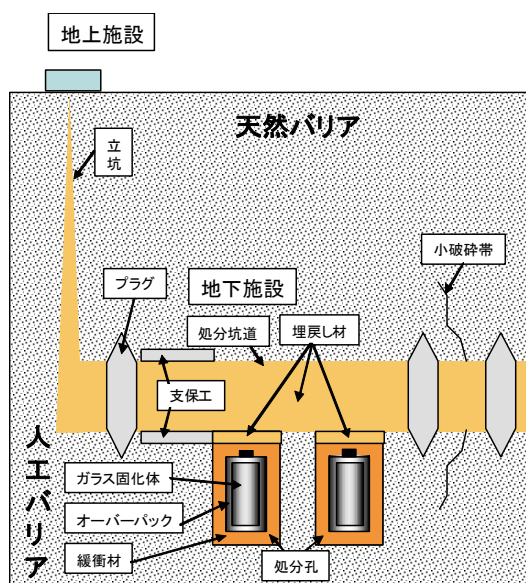 地上施設
天然バリア
立
坑
小破砕帯
プラグ
地下施設
処分坑道
埋戻し材
支保工
人
工
バ
リ
ア
ガラス固化体
オーバーパック
緩衝材
処分孔